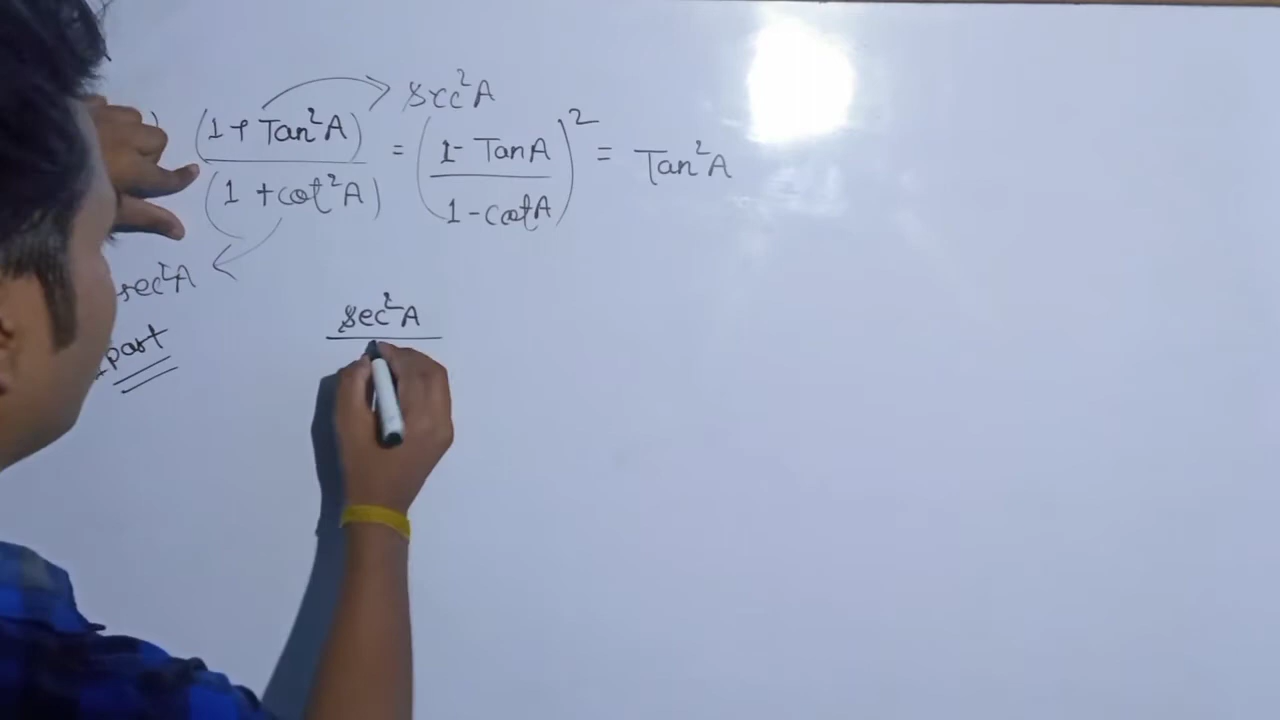 sec²A
(1 + Tan²A) / (1 + cot²A) = ((1 - TanA) / (1 - cotA))² = Tan²A
sec²A
part
sec²A